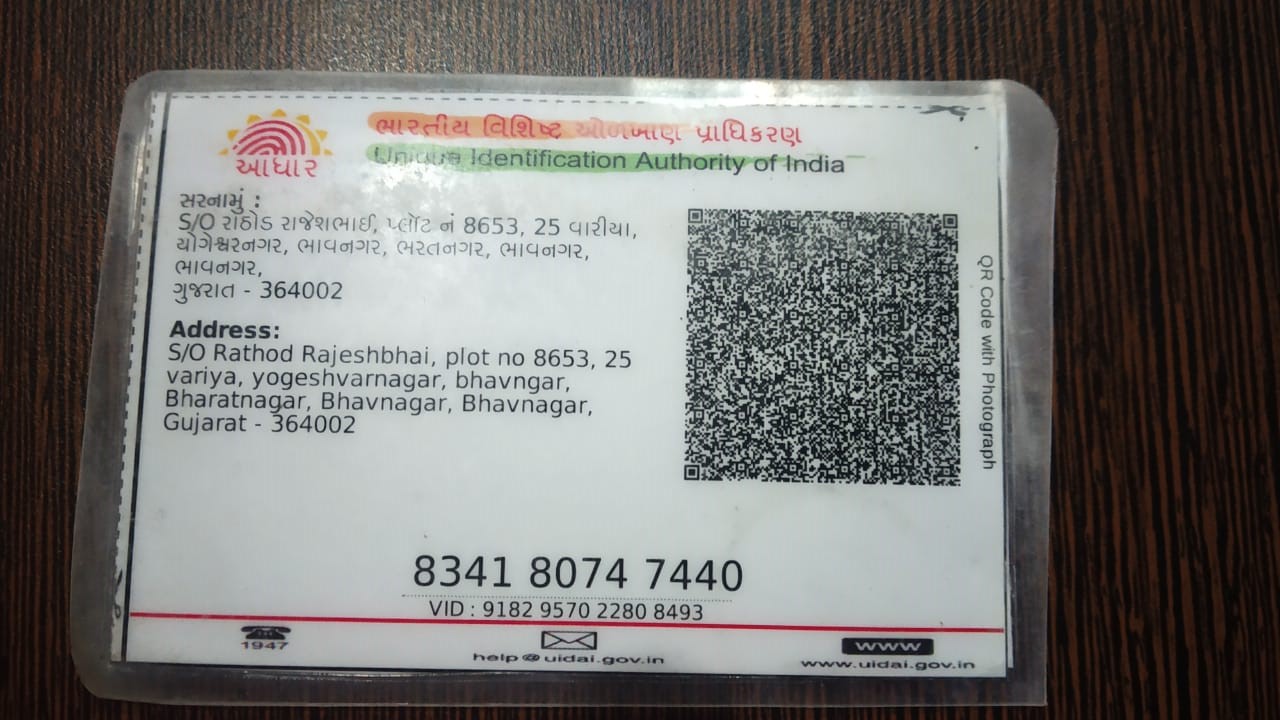 ભારતીય વિશિષ્ટ ઓળખાણ પ્રાધિકરણ
આધાર
Unique Identification Authority of India
સરનામું :
S/O રાઠોડ રાજેશભાઈ, પ્લૉટ નં 8653, 25 વારીયા,
યોગેશ્વરનગર, ભાવનગર, ભરતનગર, ભાવનગર,
ભાવનગર,
ગુજરાત - 364002
Address:
S/O Rathod Rajeshbhai, plot no 8653, 25
variya, yogeshvarnagar, bhavngar,
Bharatnagar, Bhavnagar, Bhavnagar,
Gujarat - 364002
QR Code with Photograph
8341 8074 7440
VID : 9182 9570 2280 8493
1947
help@uidai.gov.in
www
www.uidai.gov.in